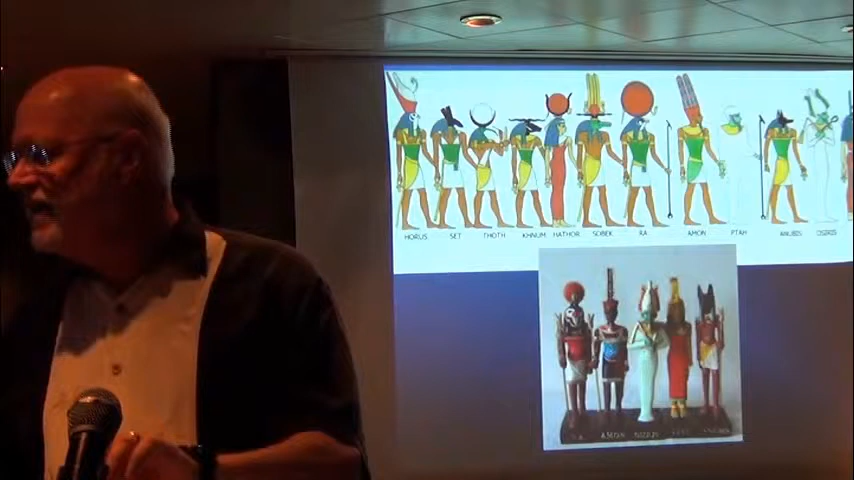 HORUS SET THOTH KHNUM HATHOR SOBEK RA AMON PTAH ANUBIS OSIRIS
AMON